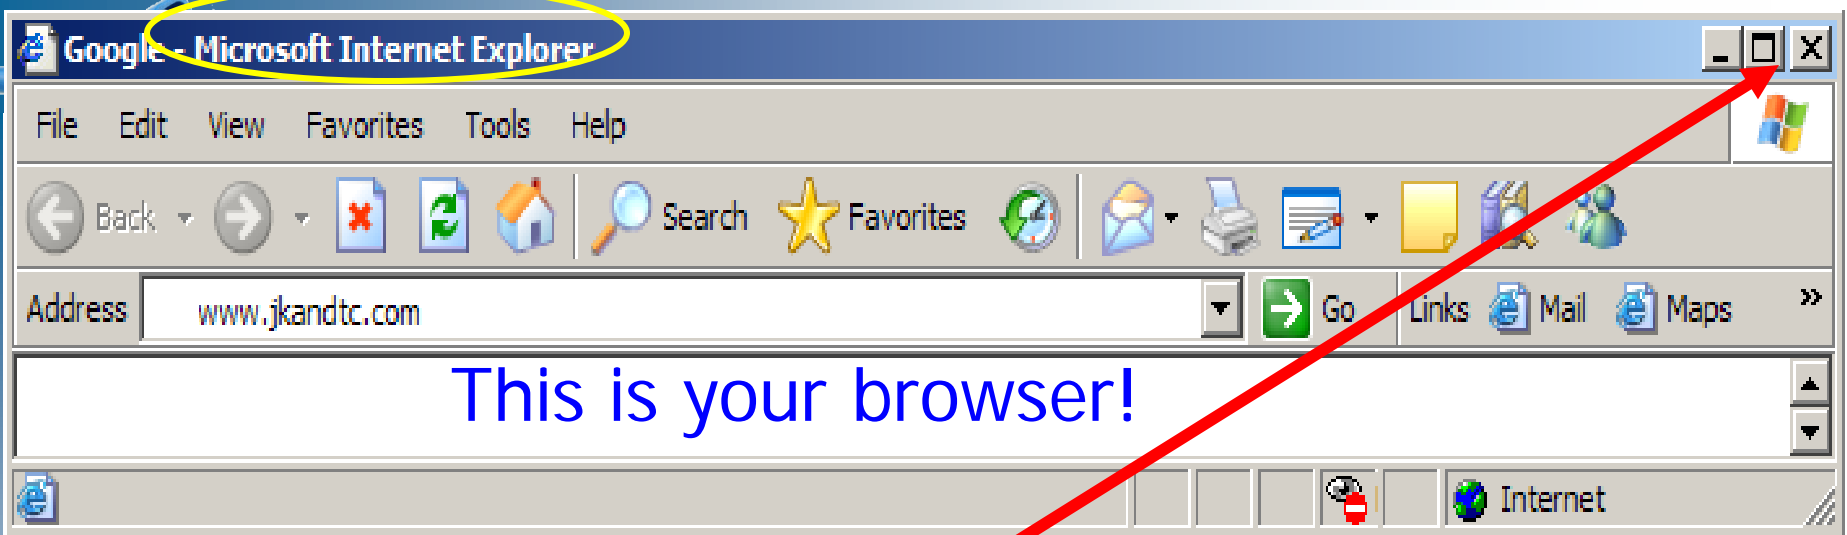 Google - Microsoft Internet Explorer
File Edit View Favorites Tools Help
Back Search Favorites
Address www.jkandtc.com Go Links Mail Maps »
This is your browser!
Internet